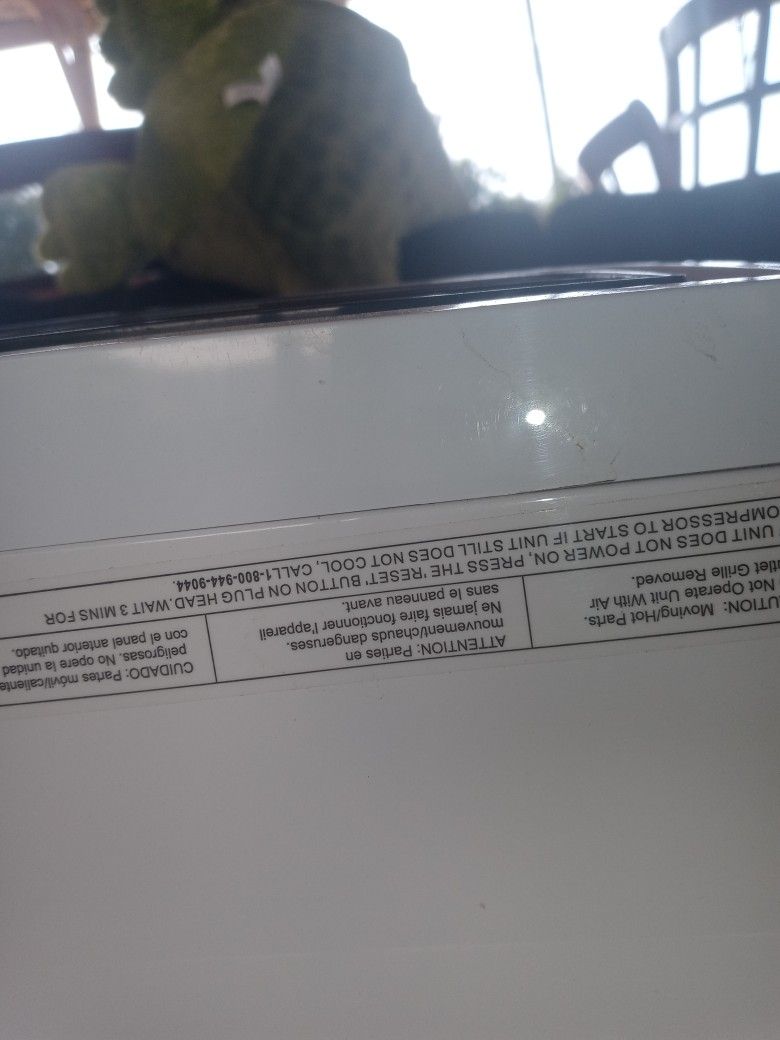 UTION: Moving/Hot Parts.
Not Operate Unit With Air
utlet Grille Removed.
ATTENTION: Parties en
mouvement/chauds dangeruses.
Ne jamais faire fonctionner l'appareil
sans le panneau avant.
CUIDADO: Partes móvil/caliente
peligrosas. No opere la unidad
con el panel anterior quitado.
UNIT DOES NOT POWER ON, PRESS THE 'RESET' BUTTON ON PLUG HEAD.WAIT 3 MINS FOR
OMPRESSOR TO START IF UNIT STILL DOES NOT COOL, CALL1-800-944-9044.